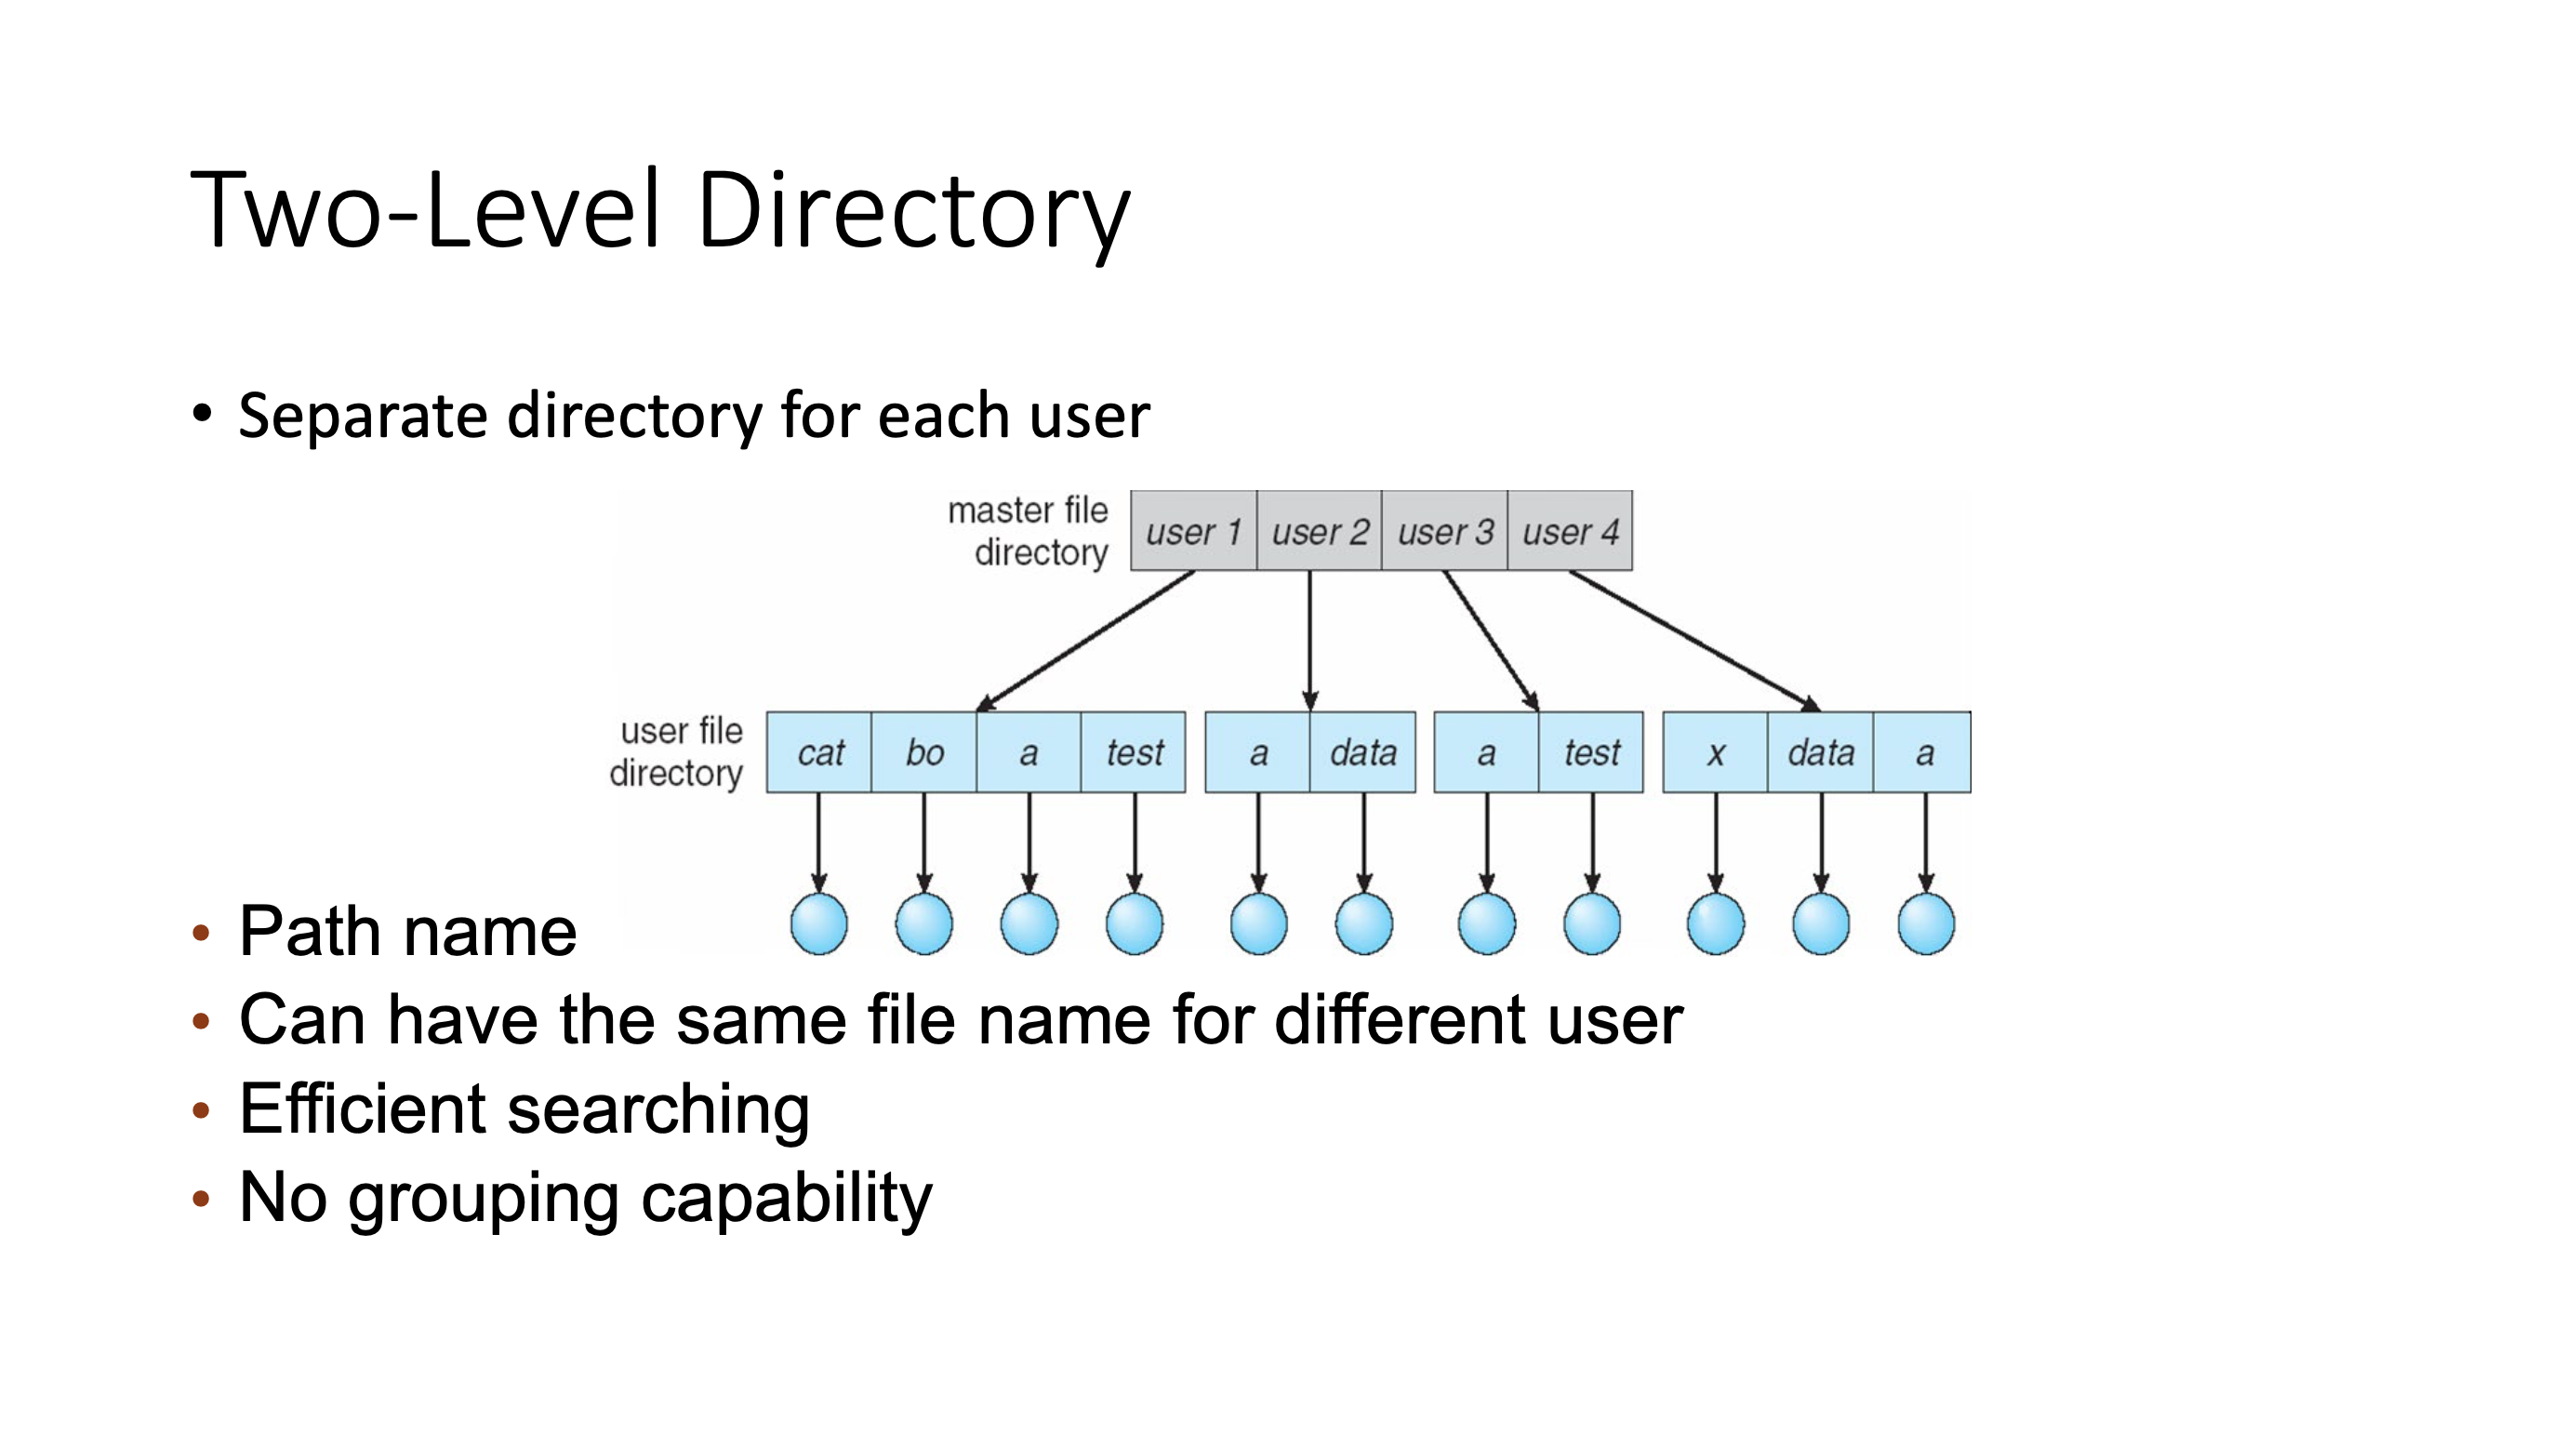 Two-Level Directory
• Separate directory for each user
master file
directory
user 1 user 2 user 3 user 4
user file
directory
cat bo a test a data a test x data a
• Path name
• Can have the same file name for different user
• Efficient searching
• No grouping capability